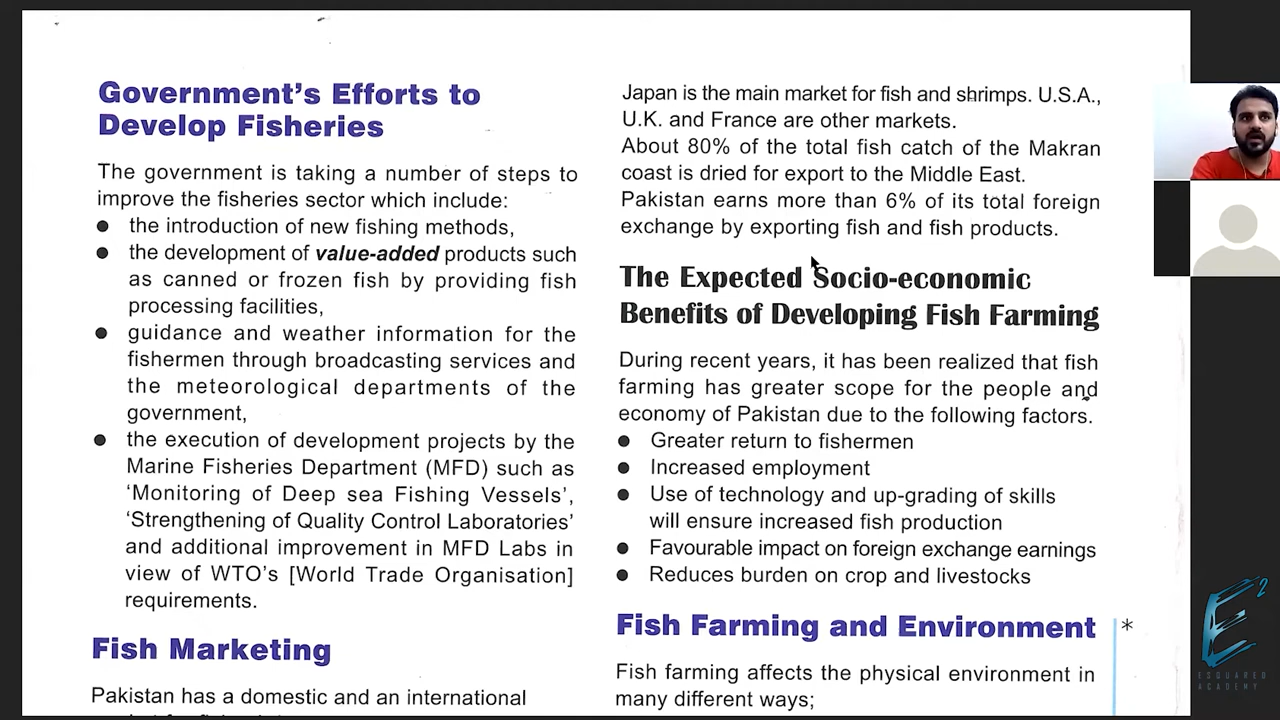 Government's Efforts to
Develop Fisheries
The government is taking a number of steps to
improve the fisheries sector which include:
● the introduction of new fishing methods,
● the development of value-added products such
as canned or frozen fish by providing fish
processing facilities,
● guidance and weather information for the
fishermen through broadcasting services and
the meteorological departments of the
government,
● the execution of development projects by the
Marine Fisheries Department (MFD) such as
‘Monitoring of Deep sea Fishing Vessels’,
‘Strengthening of Quality Control Laboratories’
and additional improvement in MFD Labs in
view of WTO's [World Trade Organisation]
requirements.
Fish Marketing
Pakistan has a domestic and an international
Japan is the main market for fish and shrimps. U.S.A.,
U.K. and France are other markets.
About 80% of the total fish catch of the Makran
coast is dried for export to the Middle East.
Pakistan earns more than 6% of its total foreign
exchange by exporting fish and fish products.
The Expected Socio-economic
Benefits of Developing Fish Farming
During recent years, it has been realized that fish
farming has greater scope for the people and
economy of Pakistan due to the following factors.
● Greater return to fishermen
● Increased employment
● Use of technology and up-grading of skills
will ensure increased fish production
● Favourable impact on foreign exchange earnings
● Reduces burden on crop and livestocks
Fish Farming and Environment *
Fish farming affects the physical environment in
many different ways;
E2
ESQUARED
ACADEMY